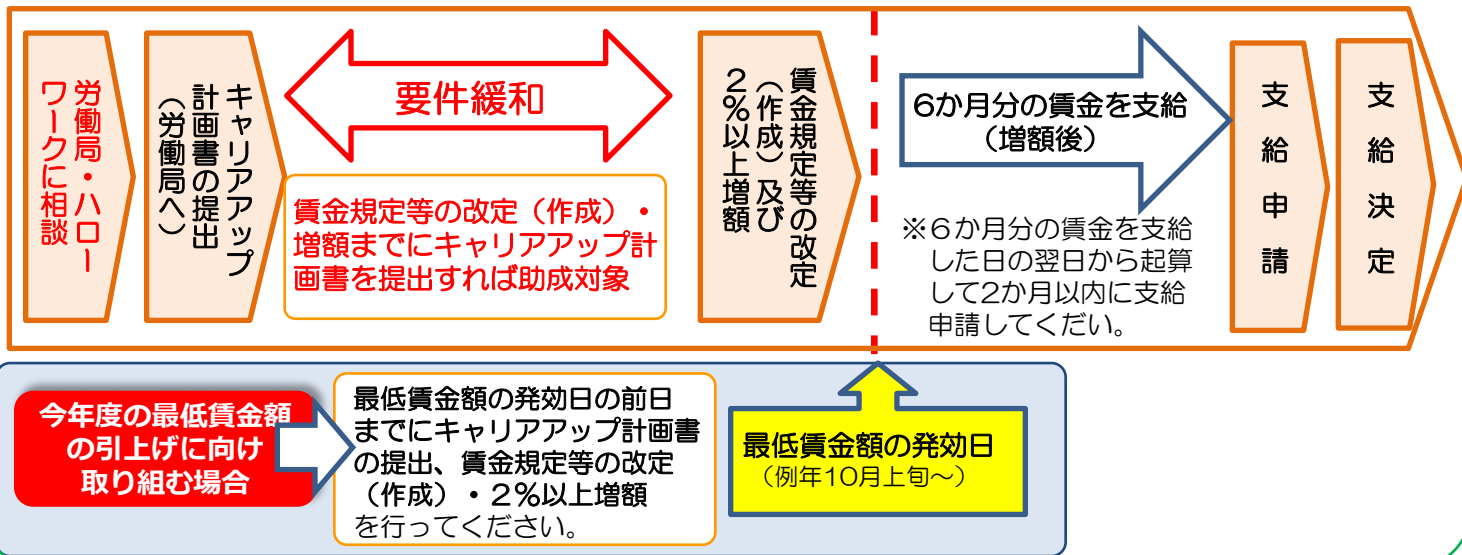 労働局・ハロー
ワークに相談
キャリアアップ
計画書の提出
（労働局へ）
要件緩和
賃金規定等の改定（作成）・
増額までにキャリアアップ計
画書を提出すれば助成対象
賃金規定等の改定
（作成）及び
２％以上増額
6か月分の賃金を支給
（増額後）
※６か月分の賃金を支給
した日の翌日から起算
して2か月以内に支給
申請してくだい。
支給申請
支給決定
今年度の最低賃金額
の引上げに向け
取り組む場合
最低賃金額の発効日の前日
までにキャリアアップ計画書
の提出、賃金規定等の改定
（作成）・２％以上増額
を行ってください。
最低賃金額の発効日
（例年10月上旬～）